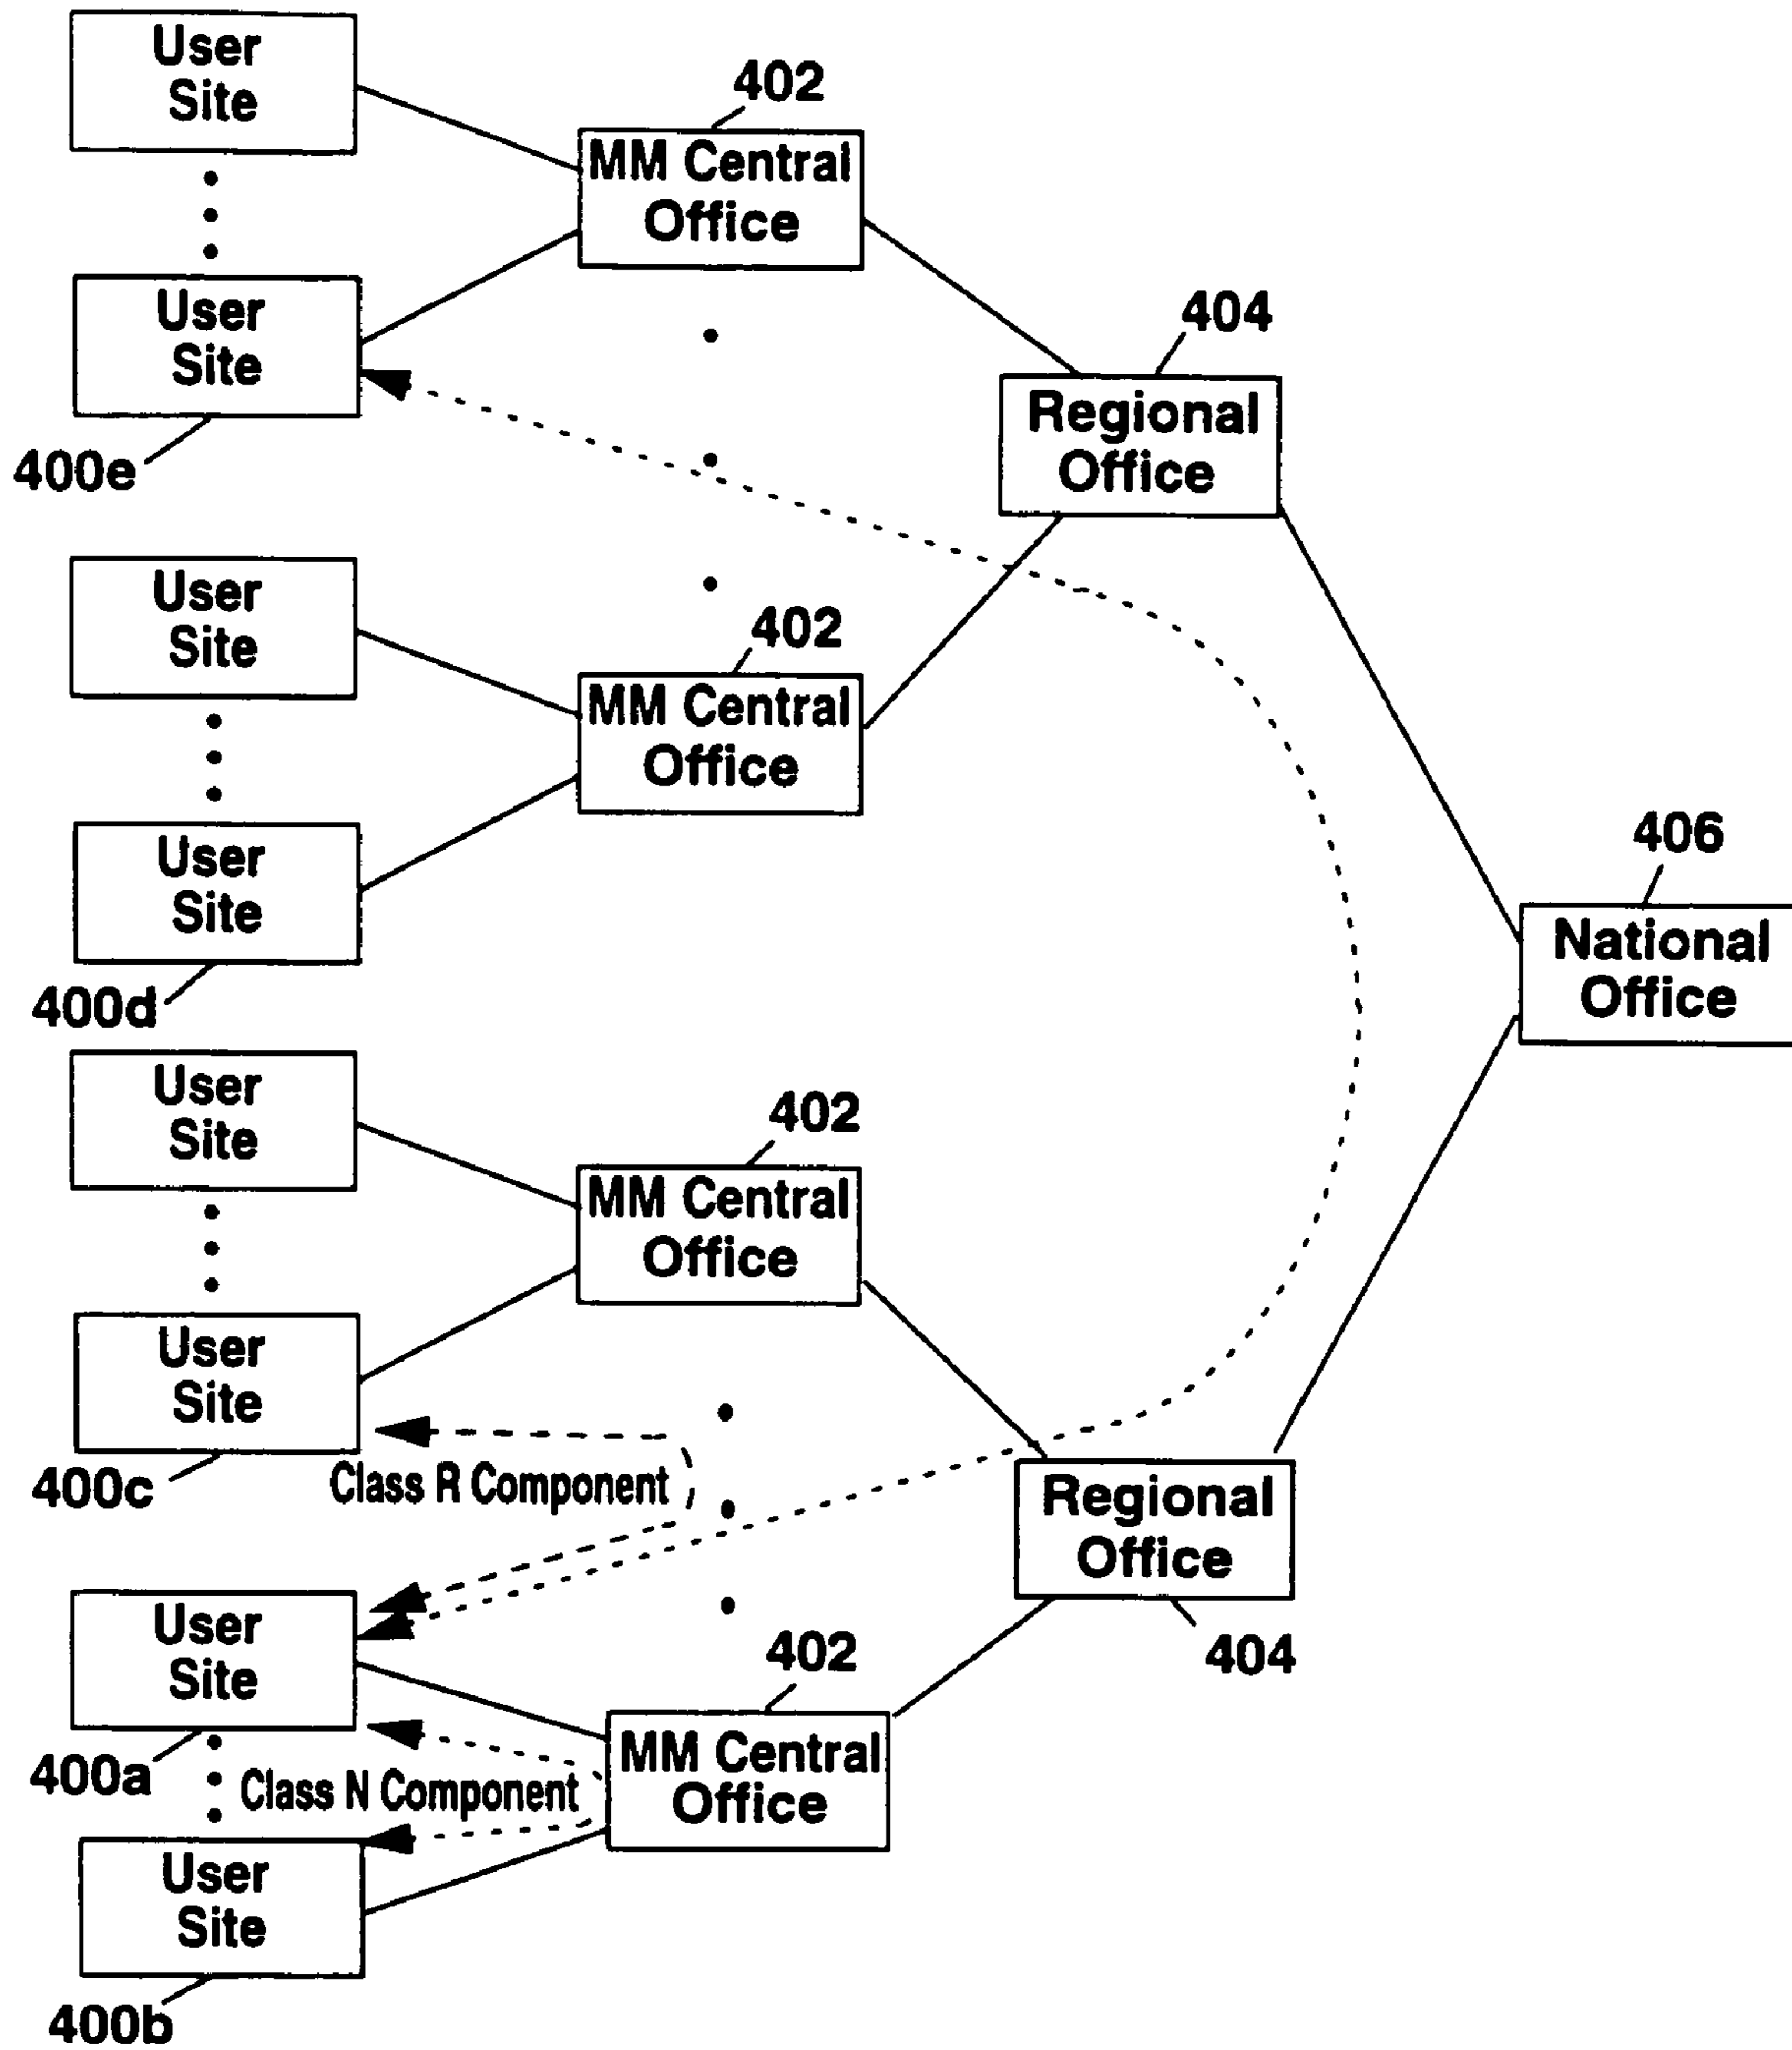 User
Site
402
MM Central
Office
User
Site
400e
404
Regional
Office
User
Site
402
MM Central
Office
User
Site
400d
406
National
Office
User
Site
402
MM Central
Office
User
Site
400c
Class R Component
Regional
Office
404
User
Site
400a
402
MM Central
Office
Class N Component
User
Site
400b